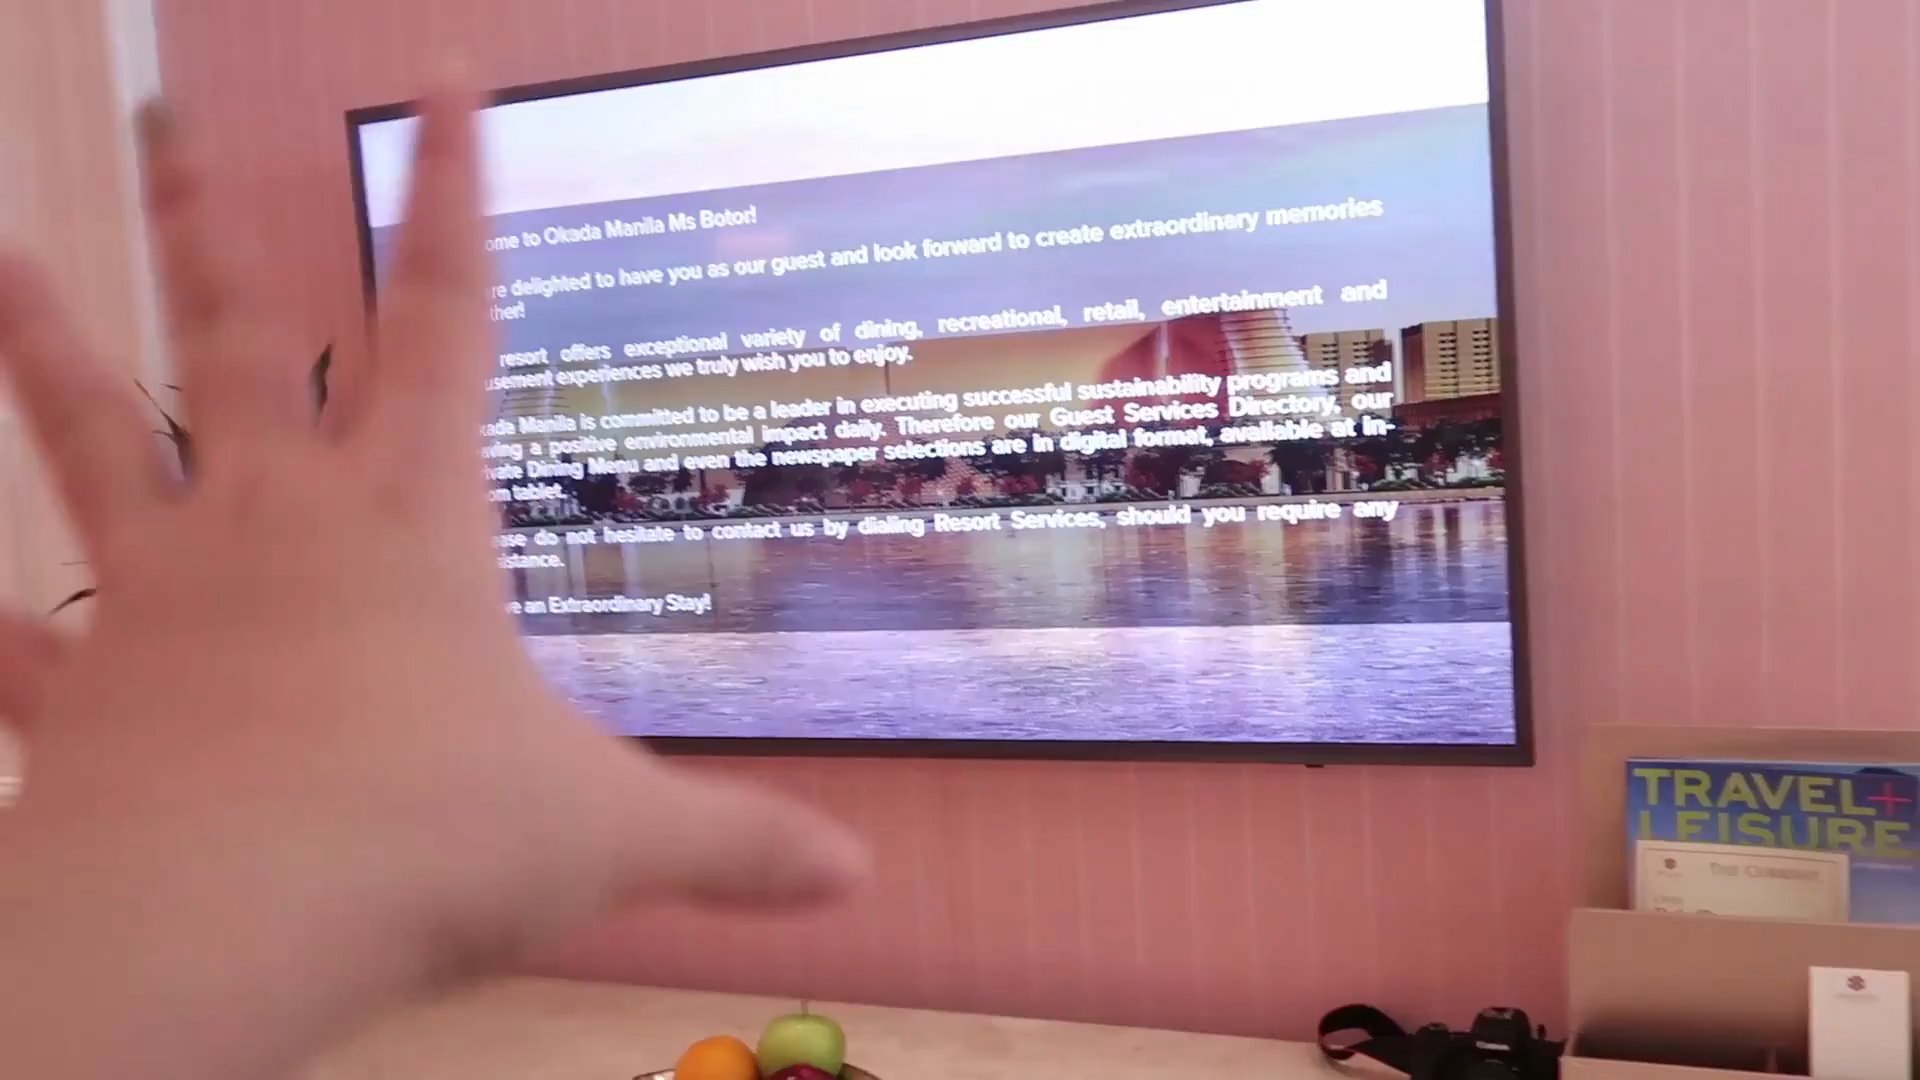 ome to Okada Manila Ms Botor!
re delighted to have you as our guest and look forward to create extraordinary memories
ther!
resort offers exceptional variety of dining, recreational, retail, entertainment and
usement experiences we truly wish you to enjoy.
kada Manila is committed to be a leader in executing successful sustainability programs and
aving a positive environmental impact daily. Therefore our Guest Services Directory, our
rivate Dining Menu and even the newspaper selections are in digital format, available at in-
om tablet.
ase do not hesitate to contact us by dialing Resort Services, should you require any
sistance.
ve an Extraordinary Stay!
TRAVEL+
LEISURE